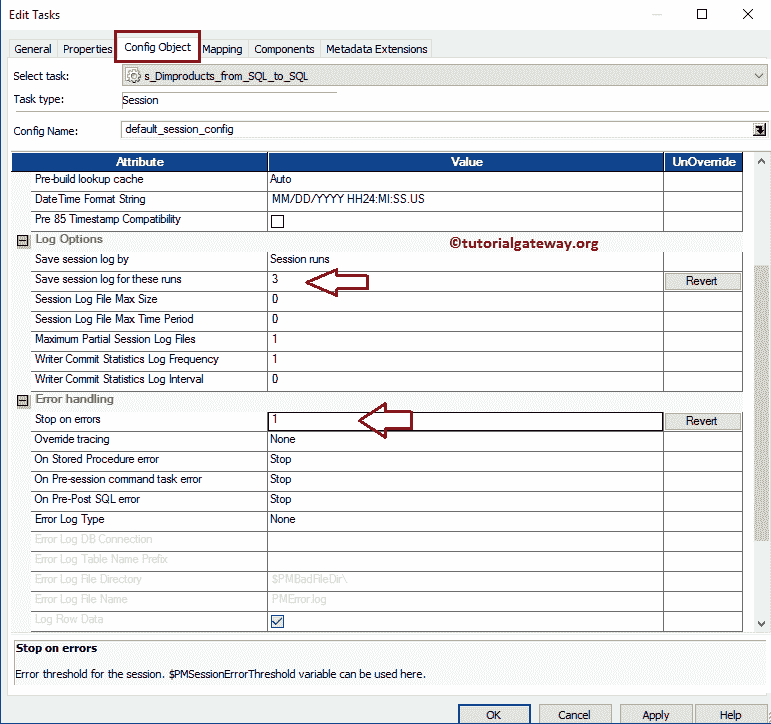 Edit Tasks
General Properties Config Object Mapping Components Metadata Extensions
Select task: s_Dimproducts_from_SQL_to_SQL
Task type: Session
Config Name: default_session_config
Attribute Value UnOverride
Pre-build lookup cache Auto
DateTime Format String MM/DD/YYYY HH24:MI:SS.US
Pre 85 Timestamp Compatibility
Log Options ©tutorialgateway.org
Save session log by Session runs
Save session log for these runs 3 Revert
Session Log File Max Size 0
Session Log File Max Time Period 0
Maximum Partial Session Log Files 1
Writer Commit Statistics Log Frequency 1
Writer Commit Statistics Log Interval 0
Error handling
Stop on errors 1 Revert
Override tracing None
On Stored Procedure error Stop
On Pre-session command task error Stop
On Pre-Post SQL error Stop
Error Log Type None
Error Log DB Connection
Error Log Table Name Prefix
Error Log File Directory $PMBadFileDir\
Error Log File Name PMError.log
Log Row Data
Stop on errors
Error threshold for the session. $PMSessionErrorThreshold variable can be used here.
OK Cancel Apply Help